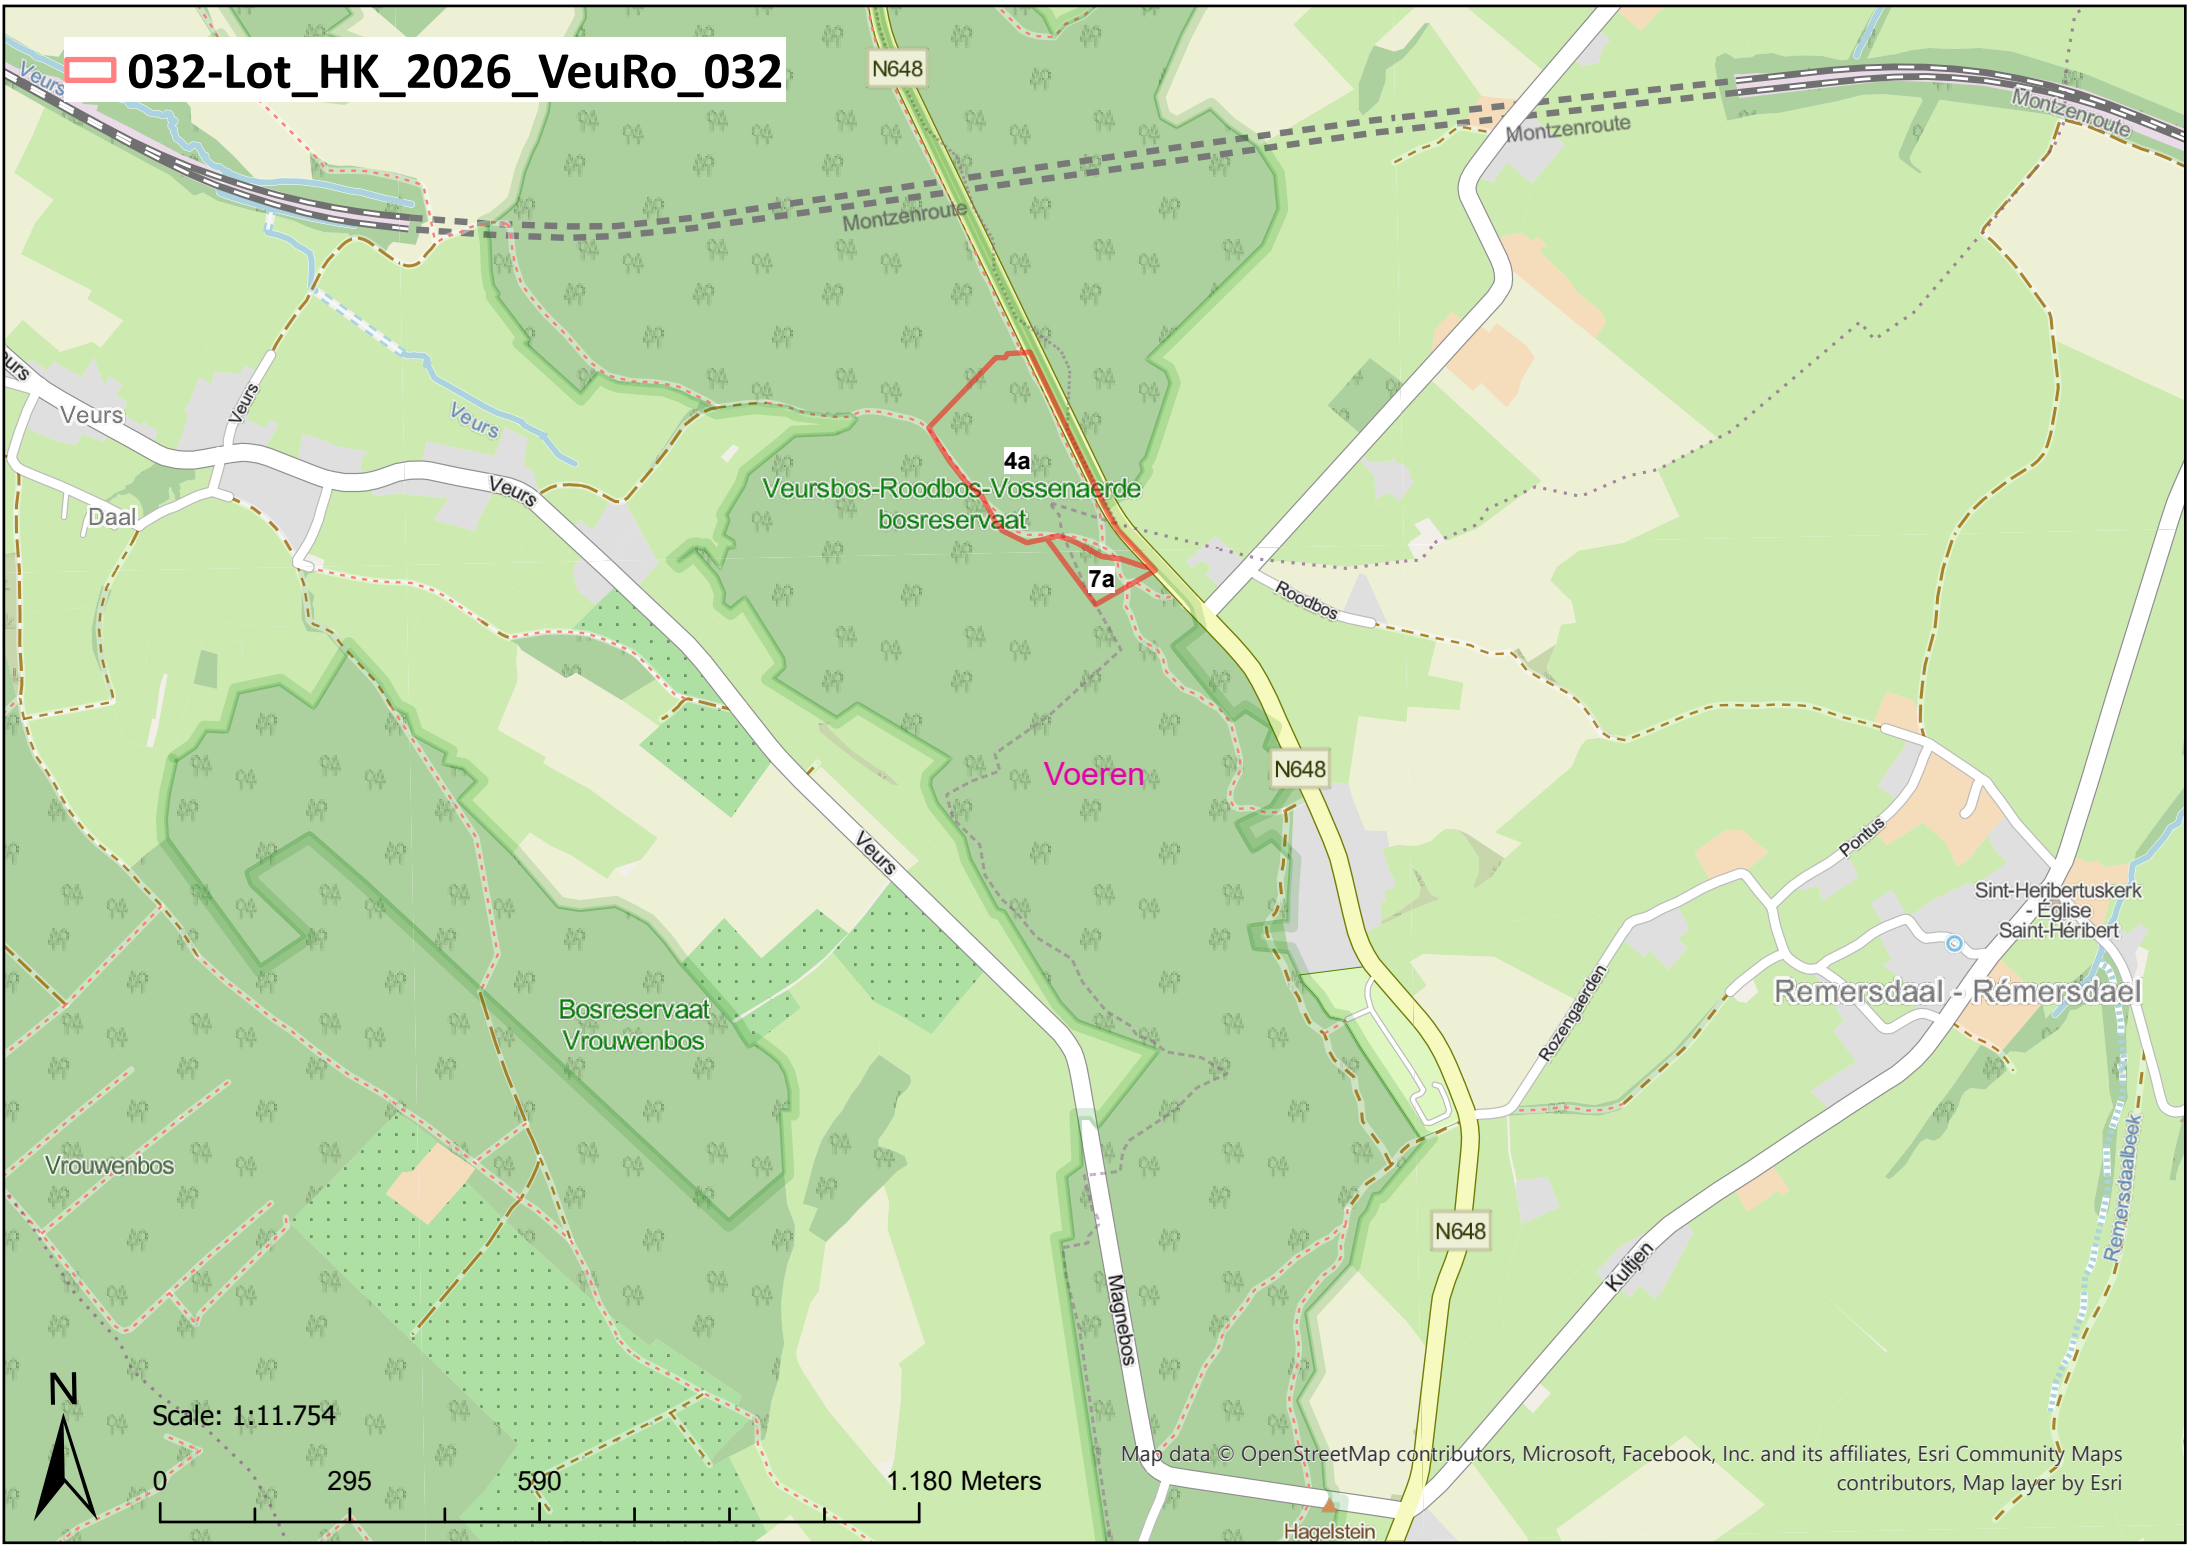 032-Lot_HK_2026_VeuRo_032
N648
Veurs
Montzenroute
Montzenroute
Montzenroute
Veurs
Veurs
Veurs
Veurs
Veurs
Daal
4a
Veursbos-Roodbos-Vossenaerde
bosreservaat
7a
Roodbos
Voeren
N648
Veurs
Pontus
Sint-Heribertuskerk
- Église
Saint-Héribert
Remersdaal - Rémersdael
Rozengaerden
Bosreservaat
Vrouwenbos
Vrouwenbos
Remersdaalbeek
N648
Kultjen
Magnebos
N
Scale: 1:11.754
0 295 590 1.180 Meters
Map data © OpenStreetMap contributors, Microsoft, Facebook, Inc. and its affiliates, Esri Community Maps
contributors, Map layer by Esri
Hagelstein